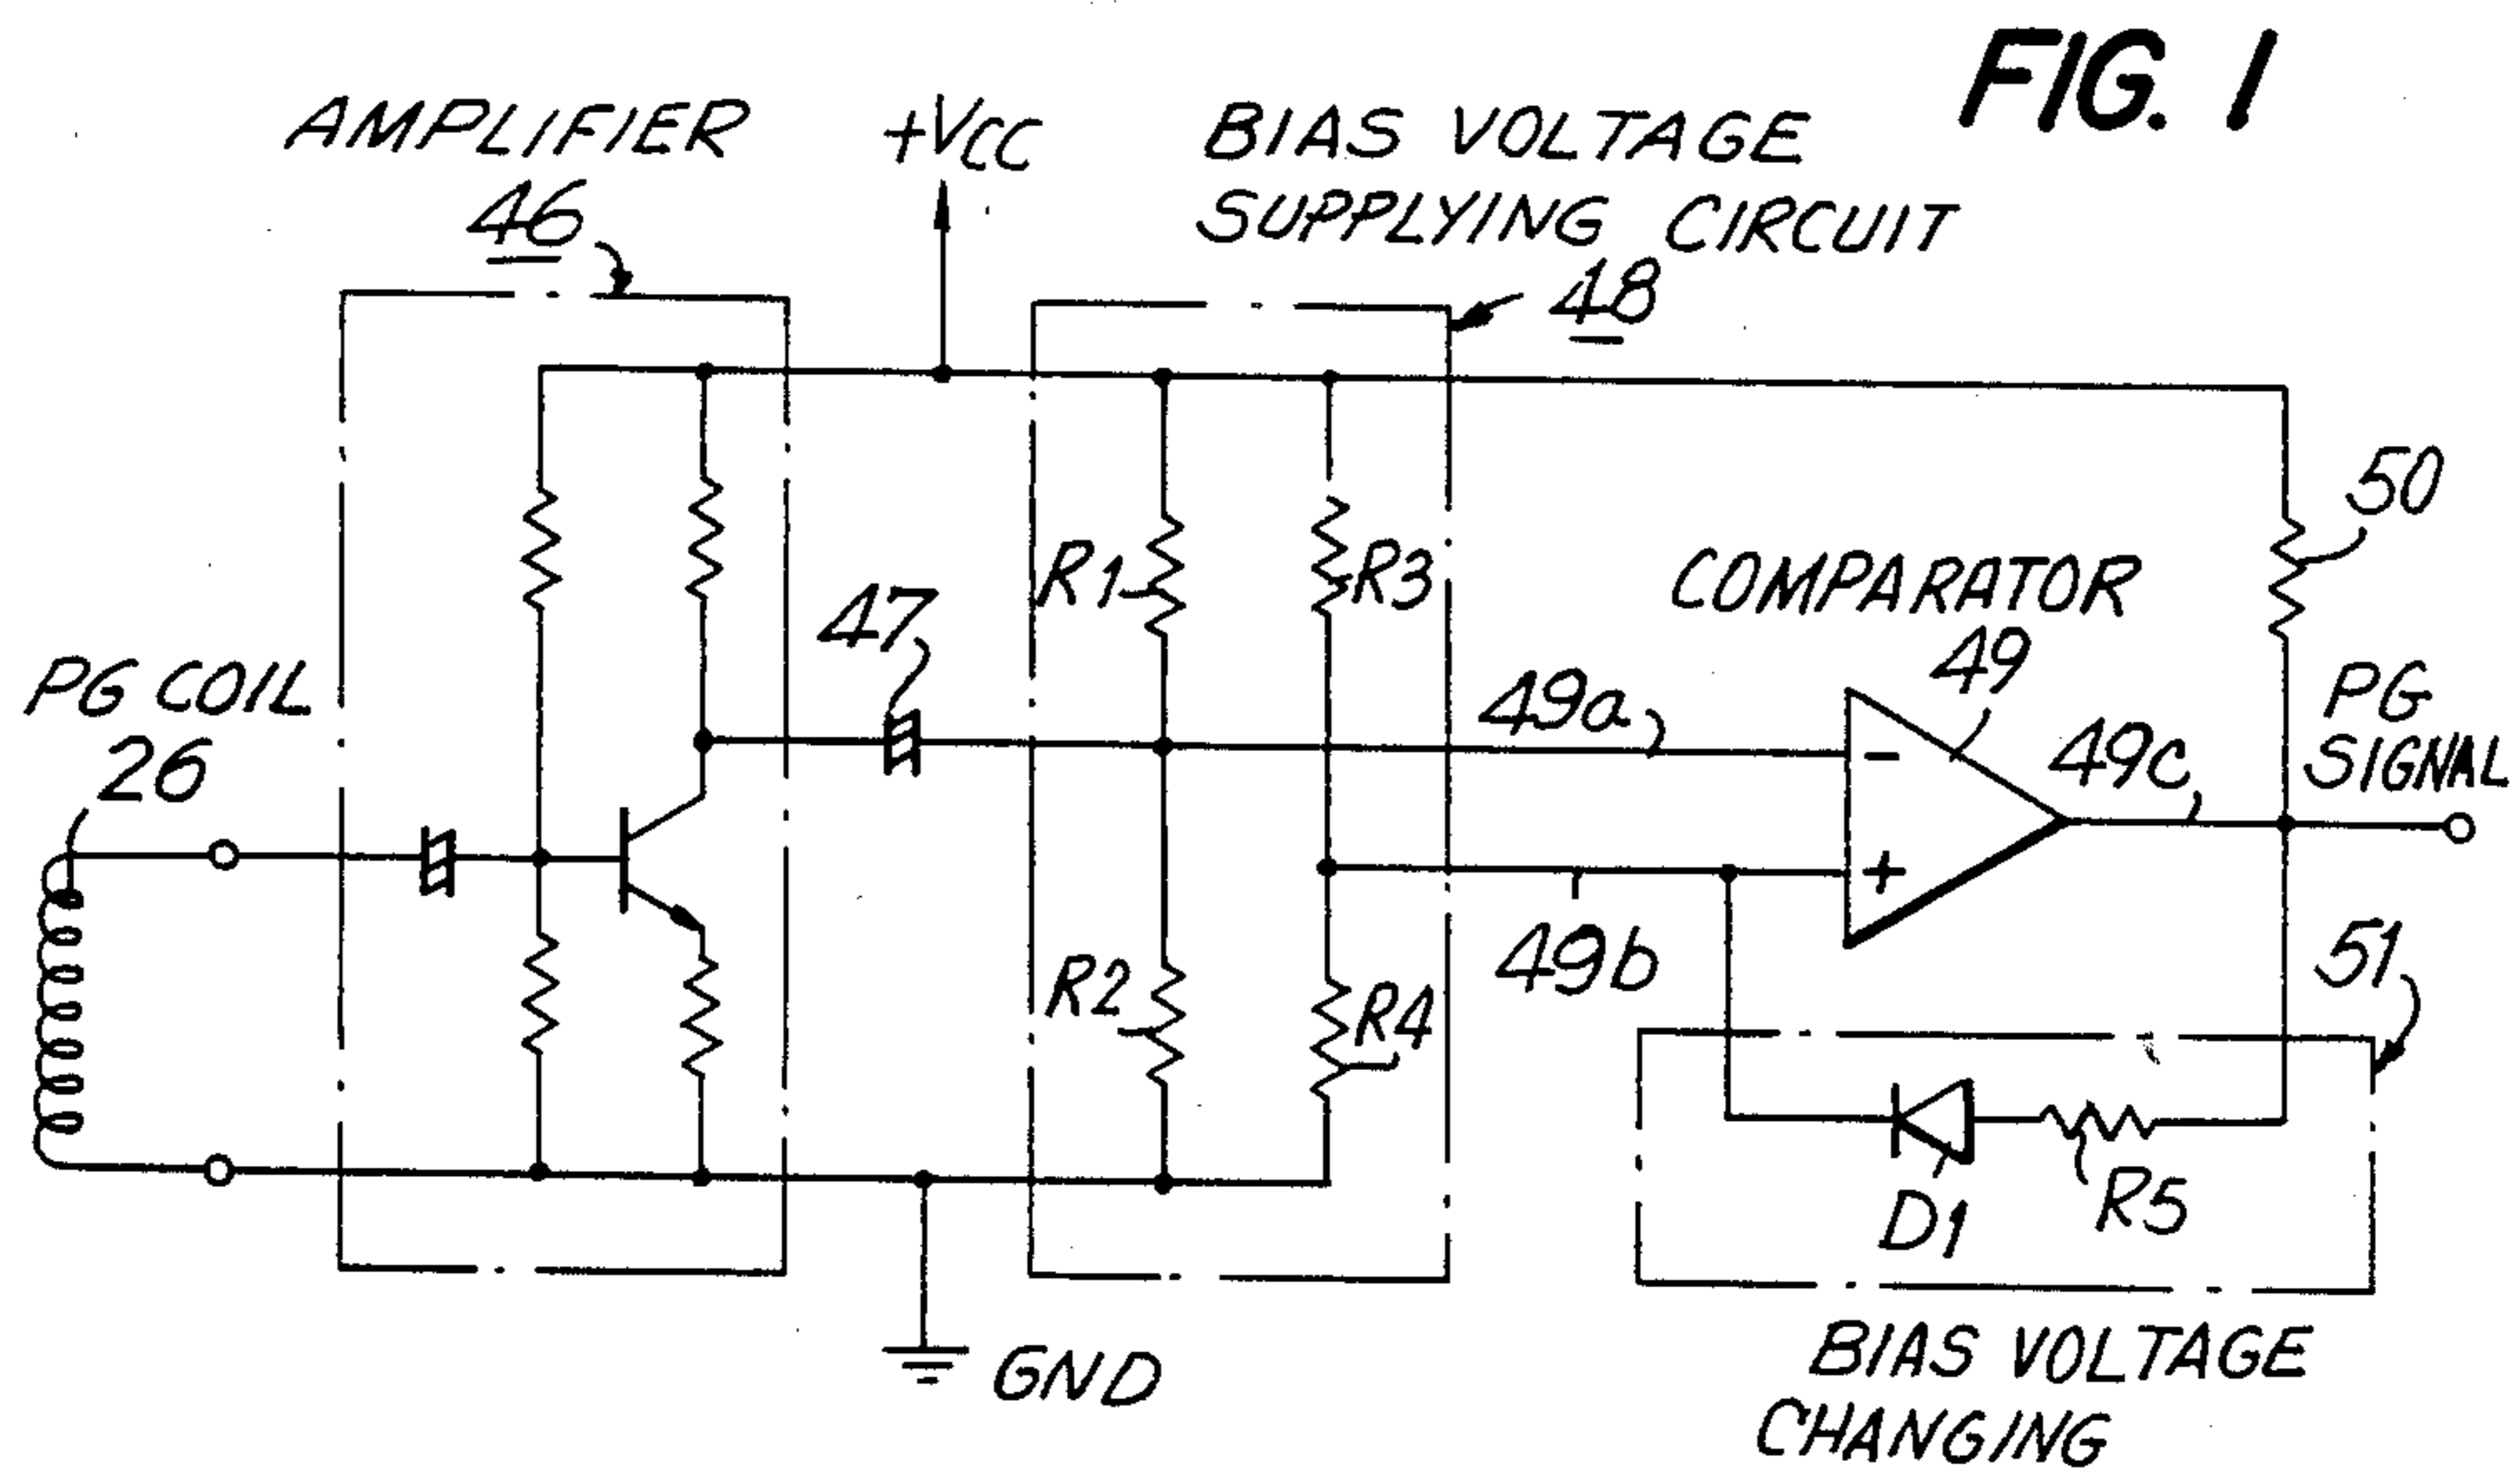 FIG. 1
AMPLIFIER
46
+VCC
BIAS VOLTAGE
SUPPLYING CIRCUIT
48
50
R1
R3
COMPARATOR
49
47
PG COIL
26
49a
49c
PG
SIGNAL
-
+
49b
51
R2
R4
D1
R5
GND
BIAS VOLTAGE
CHANGING